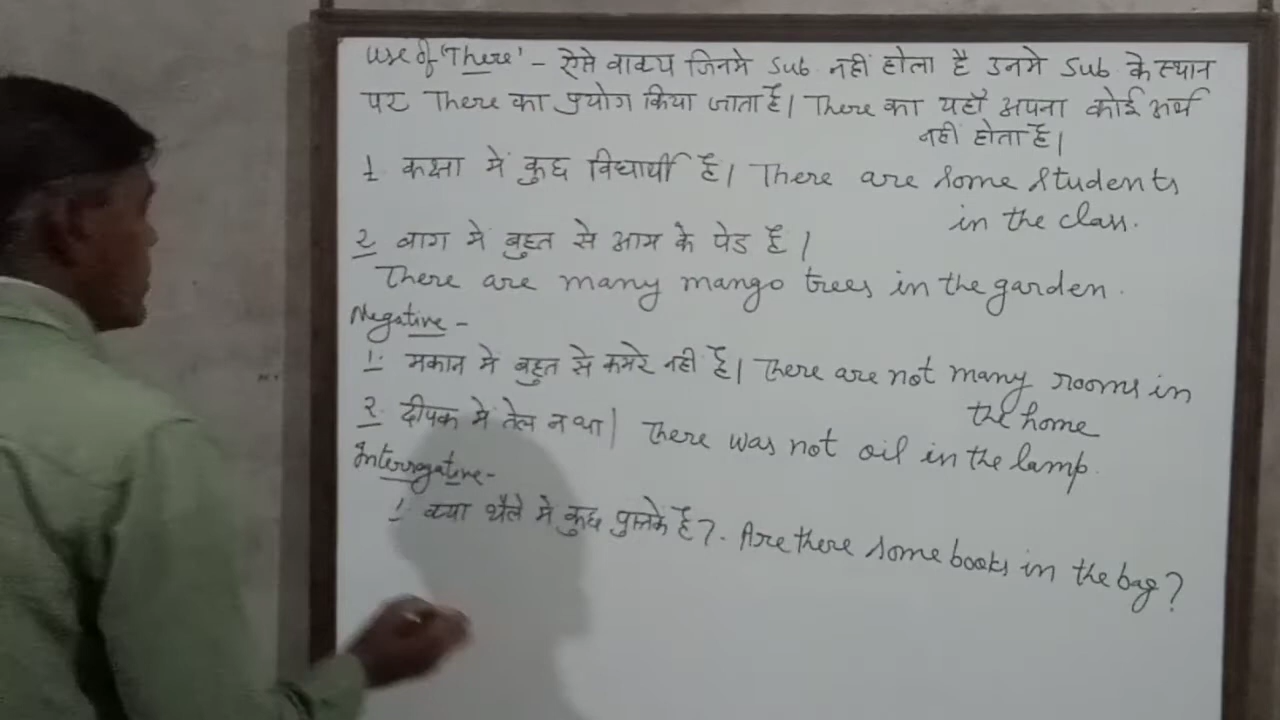 Use of 'There' - ऐसे वाक्य जिनमे Sub नहीं होता है उनमे Sub के स्थान
पर There का प्रयोग किया जाता है। There का यहाँ अपना कोई अर्थ
नहीं होता है।
1. कक्षा में कुछ विधार्थी है। There are some students
in the class.
2. बाग में बहुत से आम के पेड है।
There are many mango trees in the garden.
Negative -
1. मकान मे बहुत से कमरे नहीं है। There are not many rooms in
the home
2. दीपक में तेल न था। There was not oil in the lamp.
Interrogative -
1. क्या थैले मे कुछ पुस्तके है?. Are there some books in the bag?